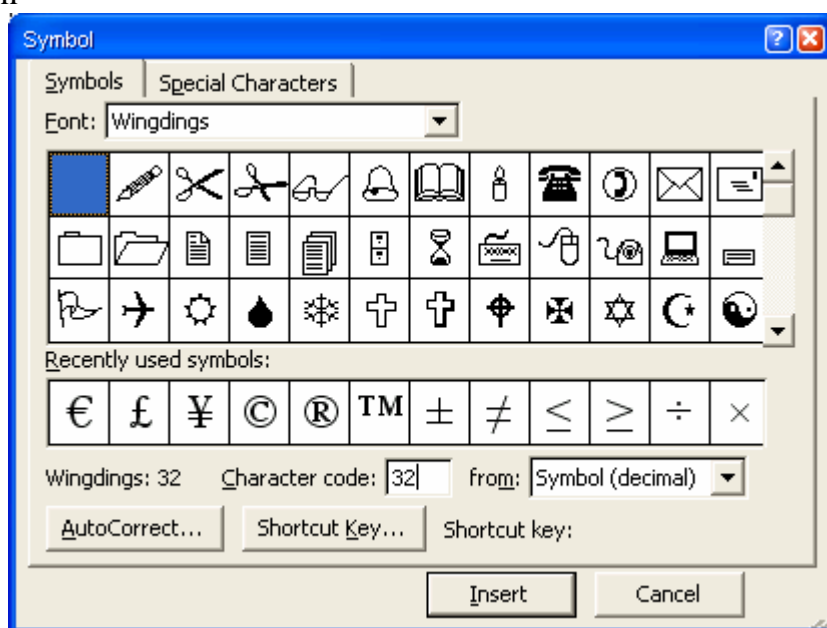 Symbol
Symbols Special Characters
Font: Wingdings
Recently used symbols:
€ £ ¥ © ® ™ ± ≠ ≤ ≥ ÷ ×
Wingdings: 32 Character code: 32 from: Symbol (decimal)
AutoCorrect... Shortcut Key... Shortcut key:
Insert Cancel